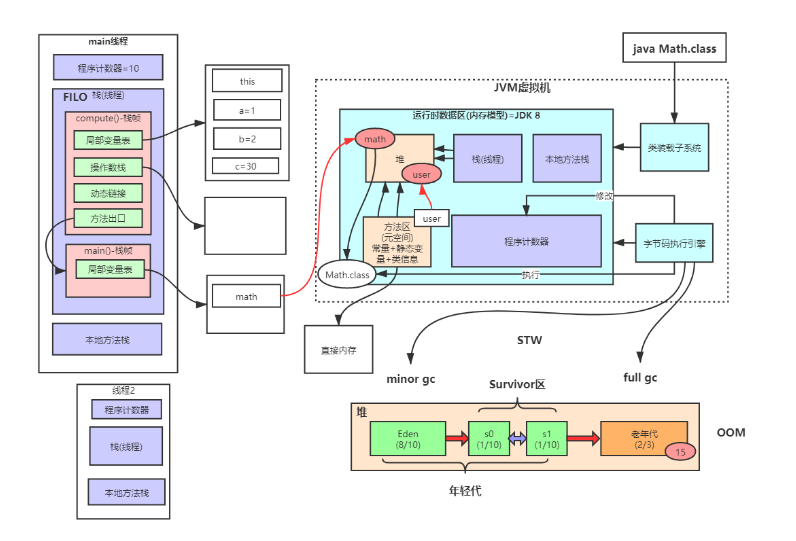 main线程
程序计数器=10
FILO
栈(线程)
compute()-栈帧
局部变量表
操作数栈
动态链接
方法出口
main()-栈帧
局部变量表
本地方法栈
this
a=1
b=2
c=30
math
线程2
程序计数器
栈(线程)
本地方法栈
java Math.class
JVM虚拟机
运行时数据区(内存模型)=JDK 8
math
堆
user
栈(线程)
本地方法栈
类装载子系统
修改
user
方法区
(元空间)
常量+静态变
量+类信息
程序计数器
字节码执行引擎
Math.class
执行
直接内存
STW
minor gc
full gc
Survivor区
堆
Eden
(8/10)
s0
(1/10)
s1
(1/10)
老年代
(2/3)
15
OOM
年轻代